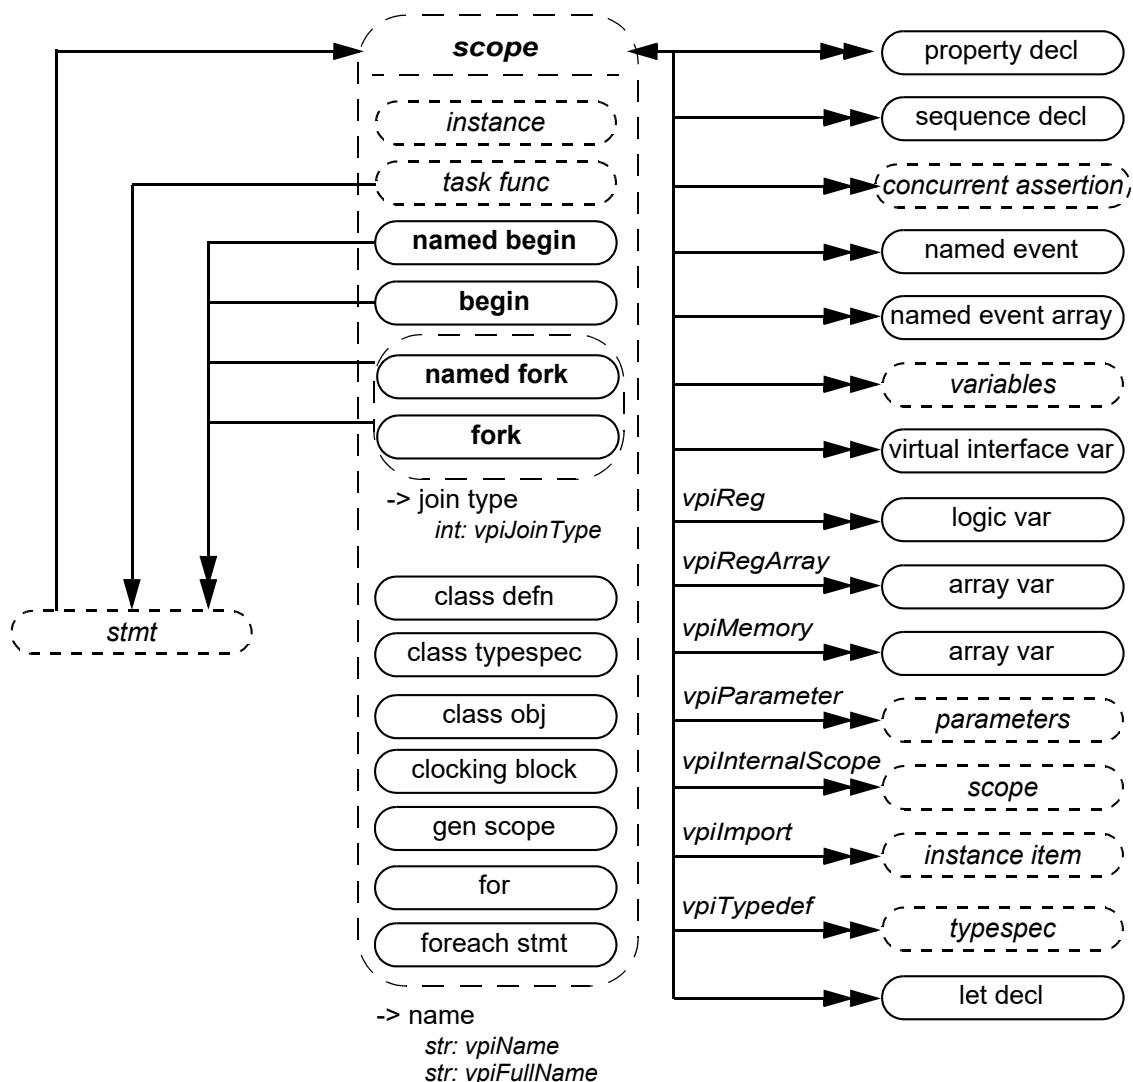 scope
instance
task func
named begin
begin
named fork
fork
-> join type
int: vpiJoinType
class defn
class typespec
class obj
clocking block
gen scope
for
foreach stmt
-> name
str: vpiName
str: vpiFullName
stmt
property decl
sequence decl
concurrent assertion
named event
named event array
variables
virtual interface var
vpiReg
logic var
vpiRegArray
array var
vpiMemory
array var
vpiParameter
parameters
vpiInternalScope
scope
vpiImport
instance item
vpiTypedef
typespec
let decl